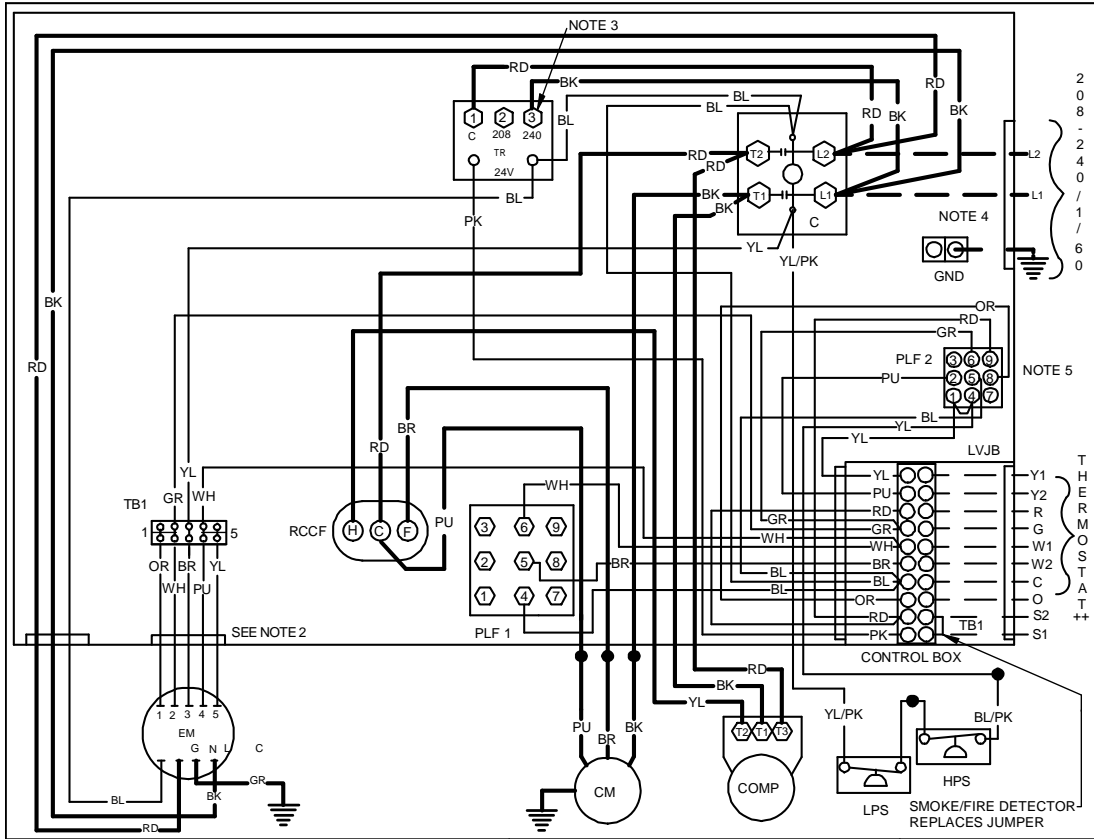 NOTE 3
RD
BK
1
2
3
C
208
240
TR
24V
BL
BL
BL
BL
RD
BK
RD
BK
RD
RD
T2
L2
BK
BK
T1
L1
C
L2
L1
208-240/1/60
NOTE 4
GND
PK
YL
YL/PK
BK
RD
OR
RD
GR
PLF 2
3
6
9
2
5
8
1
4
7
NOTE 5
PU
BL
YL
YL
LVJB
BR
RD
PU
YL
GR
WH
TB1
1
5
OR
WH
BR
PU
YL
RCCF
H
C
F
WH
3
6
9
2
5
8
1
4
7
PLF 1
BR
YL
PU
RD
GR
GR
WH
WH
BR
BL
BL
BL
OR
RD
PK
Y1
Y2
R
G
W1
W2
C
O
S2
S1
TB1
THERMOSTAT
++
CONTROL BOX
SEE NOTE 2
1
2
3
4
5
EM
G
N
L
C
GR
BL
BK
RD
PU
BR
BK
CM
RD
BK
YL
T2
T1
T3
COMP
YL/PK
BL/PK
LPS
HPS
SMOKE/FIRE DETECTOR
REPLACES JUMPER